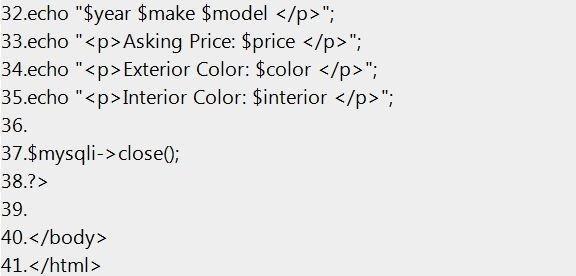 32.echo "$year $make $model </p>";
33.echo "<p>Asking Price: $price </p>";
34.echo "<p>Exterior Color: $color </p>";
35.echo "<p>Interior Color: $interior </p>";
36.
37.$mysqli->close();
38.?>
39.
40.</body>
41.</html>